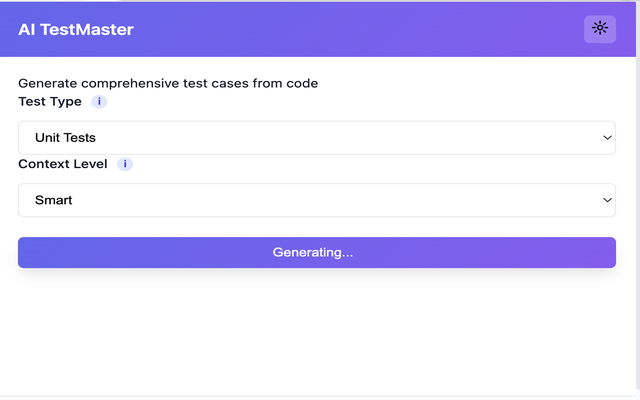 AI TestMaster
Generate comprehensive test cases from code
Test Type i
Unit Tests
Context Level i
Smart
Generating...